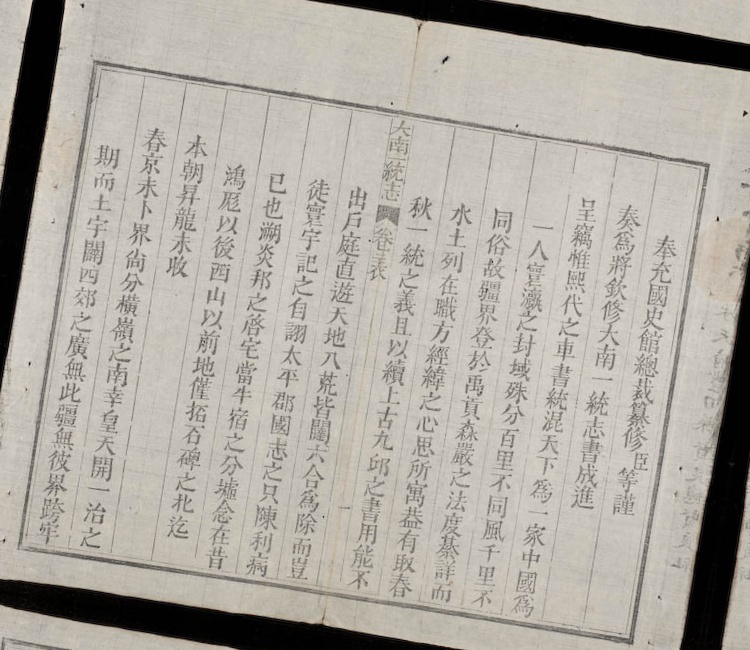 奉充國史館總裁纂修臣等謹
奏爲將欽修大南一統志書成進
呈竊惟熙代之車書統混天下爲一家中國爲
一人寰瀛之封域殊分百里不同風千里不
同俗故疆界登於禹貢森嚴之法度綦詳而
水土列在職方經緯之心思所寓葢有取春
秋一統之義且以續上古九邱之書用能不
大南一統志 卷表
出戶庭直遊天地八荒皆闥六合爲除而豈
徒寰宇記之自詡太平郡國志之只陳利病
已也溯炎邦之啓宅當牛宿之分墟念在昔
鴻厖以後西山以前地僅拓石碑之北迄
本朝昇龍未收
春京未卜界尙分橫嶺之南幸皇天開一治之
期而土宇闢四郊之廣無此疆無彼界跨牢